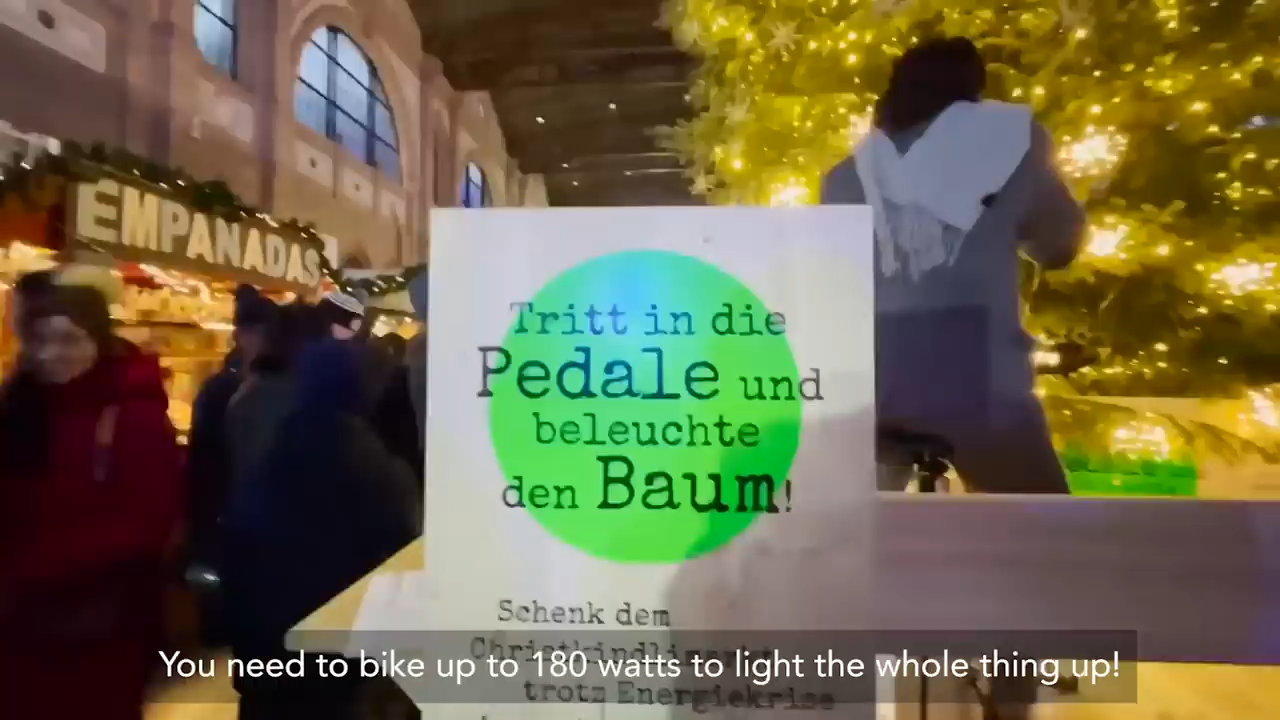 EMPANADAS
Tritt in die
Pedale und
beleuchte
den Baum!
Schenk dem
Christkindlimarkt
trotz Energiekrise
You need to bike up to 180 watts to light the whole thing up!